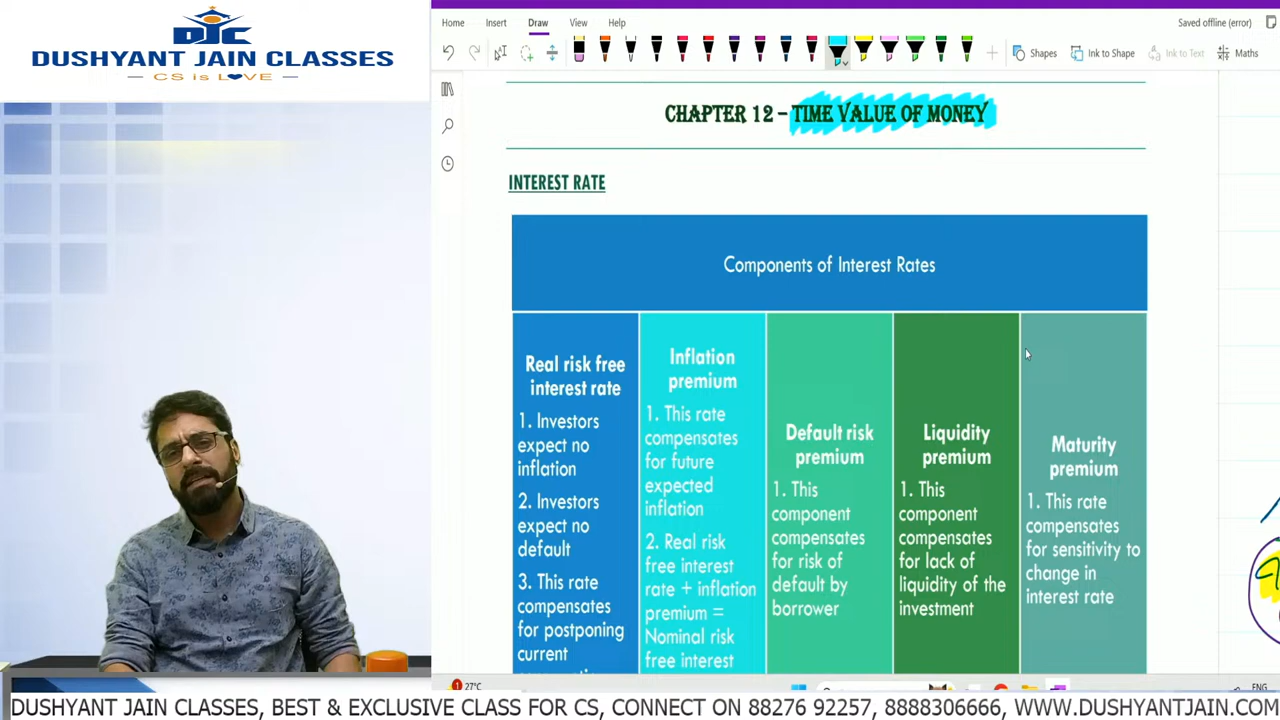 DTC
DUSHYANT JAIN CLASSES
CS is L VE
Home Insert Draw View Help
Saved offline (error)
Shapes Ink to Shape Ink to Text Maths
CHAPTER 12 – TIME VALUE OF MONEY
INTEREST RATE
Components of Interest Rates
Real risk free
interest rate
1. Investors
expect no
inflation
2. Investors
expect no
default
3. This rate
compensates
for postponing
current
Inflation
premium
1. This rate
compensates
for future
expected
inflation
2. Real risk
free interest
rate + inflation
premium =
Nominal risk
free interest
Default risk
premium
1. This
component
compensates
for risk of
default by
borrower
Liquidity
premium
1. This
component
compensates
for lack of
liquidity of the
investment
Maturity
premium
1. This rate
compensates
for sensitivity to
change in
interest rate
1
27°C
ENG
DUSHYANT JAIN CLASSES, BEST & EXCLUSIVE CLASS FOR CS, CONNECT ON 88276 92257, 8888306666, WWW.DUSHYANTJAIN.COM